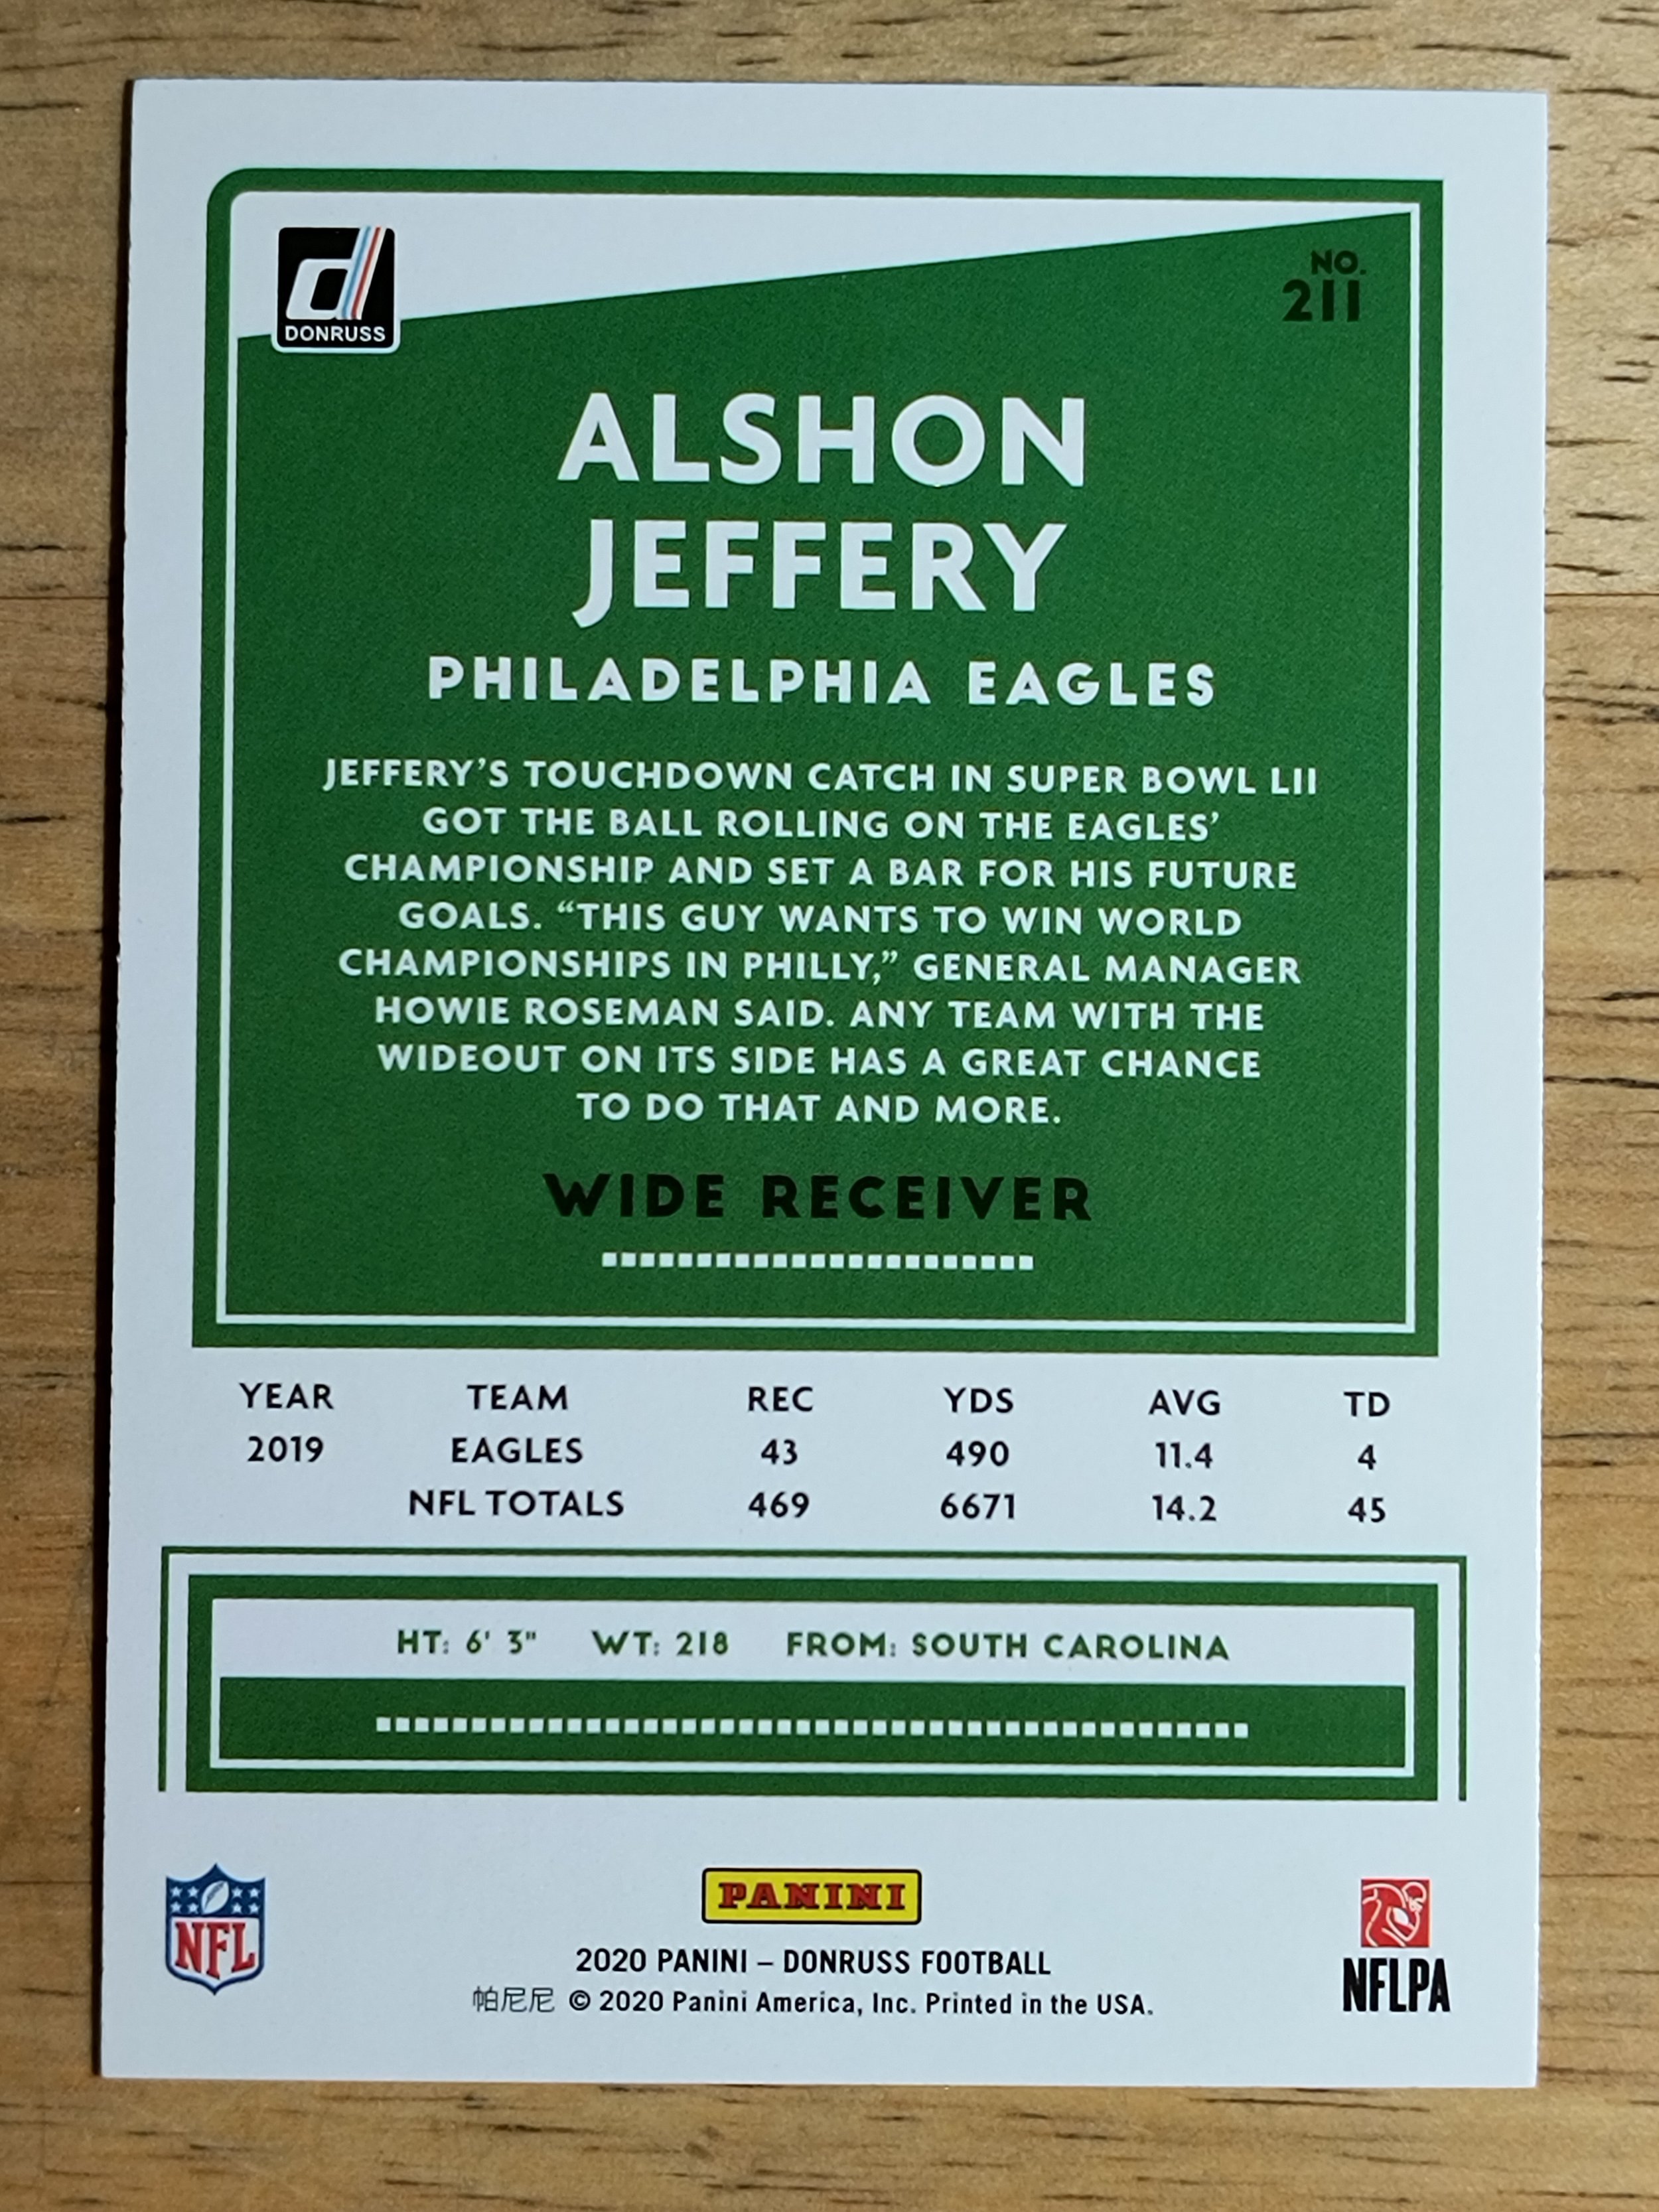 DONRUSS
NO.
211
ALSHON
JEFFERY
PHILADELPHIA EAGLES
JEFFERY'S TOUCHDOWN CATCH IN SUPER BOWL LII
GOT THE BALL ROLLING ON THE EAGLES'
CHAMPIONSHIP AND SET A BAR FOR HIS FUTURE
GOALS. “THIS GUY WANTS TO WIN WORLD
CHAMPIONSHIPS IN PHILLY,” GENERAL MANAGER
HOWIE ROSEMAN SAID. ANY TEAM WITH THE
WIDEOUT ON ITS SIDE HAS A GREAT CHANCE
TO DO THAT AND MORE.
WIDE RECEIVER
YEAR TEAM REC YDS AVG TD
2019 EAGLES 43 490 11.4 4
NFL TOTALS 469 6671 14.2 45
HT: 6' 3" WT: 218 FROM: SOUTH CAROLINA
NFL
PANINI
2020 PANINI – DONRUSS FOOTBALL
帕尼尼 © 2020 Panini America, Inc. Printed in the USA.
NFLPA